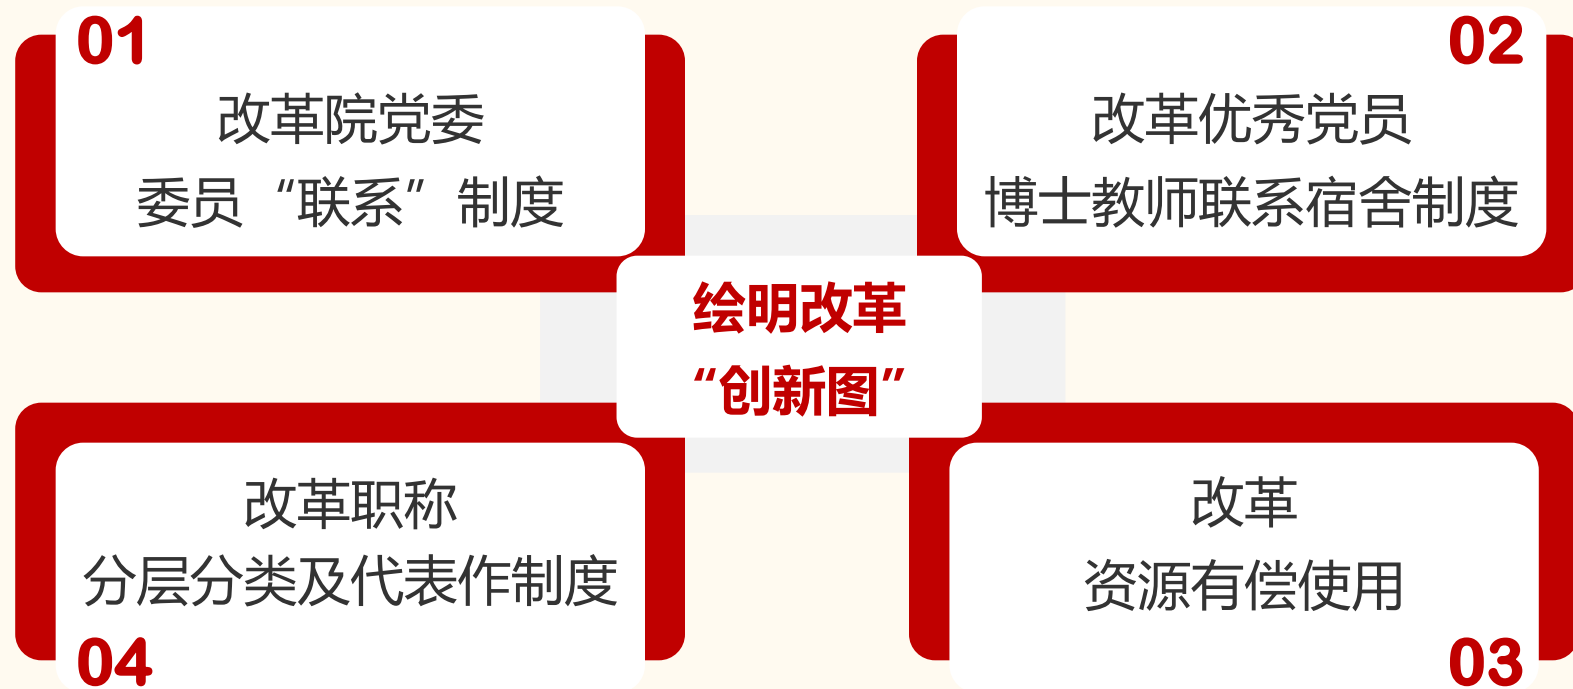 01
改革院党委
委员“联系”制度
02
改革优秀党员
博士教师联系宿舍制度
绘明改革
“创新图”
改革职称
分层分类及代表作制度
04
改革
资源有偿使用
03